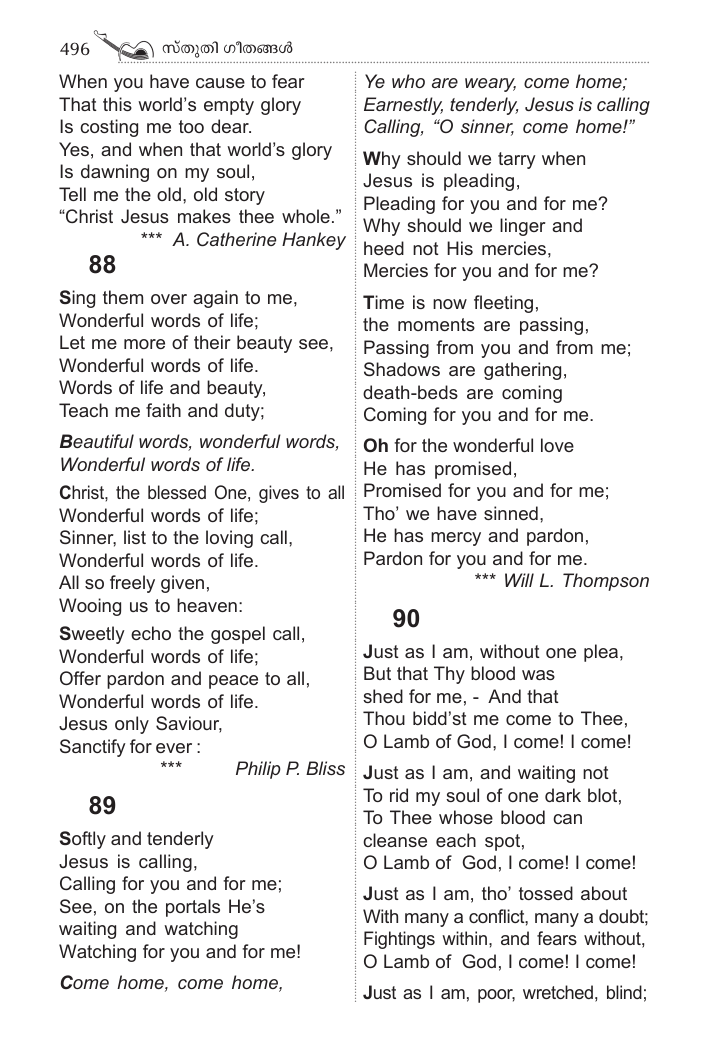 496 സ്തുതി ഗീതങ്ങൾ
When you have cause to fear
That this world's empty glory
Is costing me too dear.
Yes, and when that world's glory
Is dawning on my soul,
Tell me the old, old story
“Christ Jesus makes thee whole.”
*** A. Catherine Hankey
88
Sing them over again to me,
Wonderful words of life;
Let me more of their beauty see,
Wonderful words of life.
Words of life and beauty,
Teach me faith and duty;
Beautiful words, wonderful words,
Wonderful words of life.
Christ, the blessed One, gives to all
Wonderful words of life;
Sinner, list to the loving call,
Wonderful words of life.
All so freely given,
Wooing us to heaven:
Sweetly echo the gospel call,
Wonderful words of life;
Offer pardon and peace to all,
Wonderful words of life.
Jesus only Saviour,
Sanctify for ever :
*** Philip P. Bliss
89
Softly and tenderly
Jesus is calling,
Calling for you and for me;
See, on the portals He's
waiting and watching
Watching for you and for me!
Come home, come home,
Ye who are weary, come home;
Earnestly, tenderly, Jesus is calling
Calling, “O sinner, come home!”
Why should we tarry when
Jesus is pleading,
Pleading for you and for me?
Why should we linger and
heed not His mercies,
Mercies for you and for me?
Time is now fleeting,
the moments are passing,
Passing from you and from me;
Shadows are gathering,
death-beds are coming
Coming for you and for me.
Oh for the wonderful love
He has promised,
Promised for you and for me;
Tho' we have sinned,
He has mercy and pardon,
Pardon for you and for me.
*** Will L. Thompson
90
Just as I am, without one plea,
But that Thy blood was
shed for me, - And that
Thou bidd'st me come to Thee,
O Lamb of God, I come! I come!
Just as I am, and waiting not
To rid my soul of one dark blot,
To Thee whose blood can
cleanse each spot,
O Lamb of God, I come! I come!
Just as I am, tho' tossed about
With many a conflict, many a doubt;
Fightings within, and fears without,
O Lamb of God, I come! I come!
Just as I am, poor, wretched, blind;